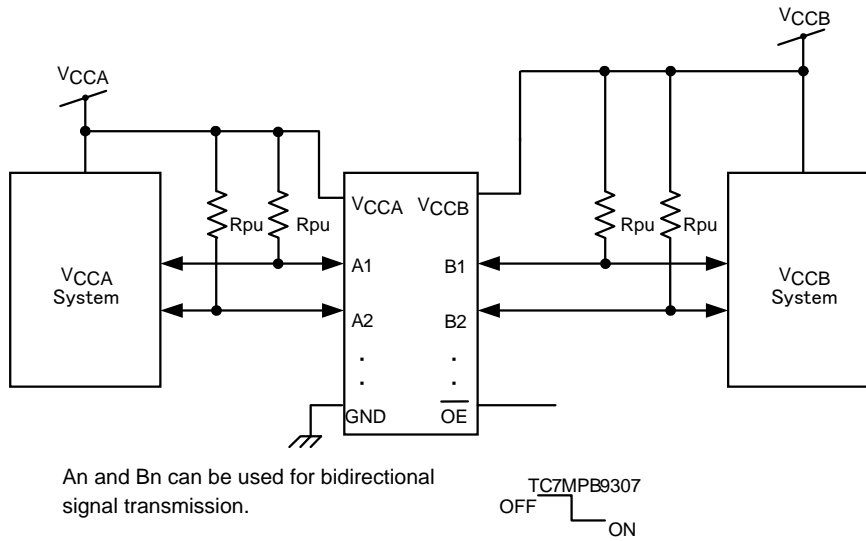 VCCB
VCCA
VCCA
VCCB
Rpu
Rpu
Rpu
Rpu
VCCA
System
A1
B1
VCCB
System
A2
B2
.
.
.
.
GND
OE
An and Bn can be used for bidirectional
signal transmission.
TC7MPB9307
OFF
ON